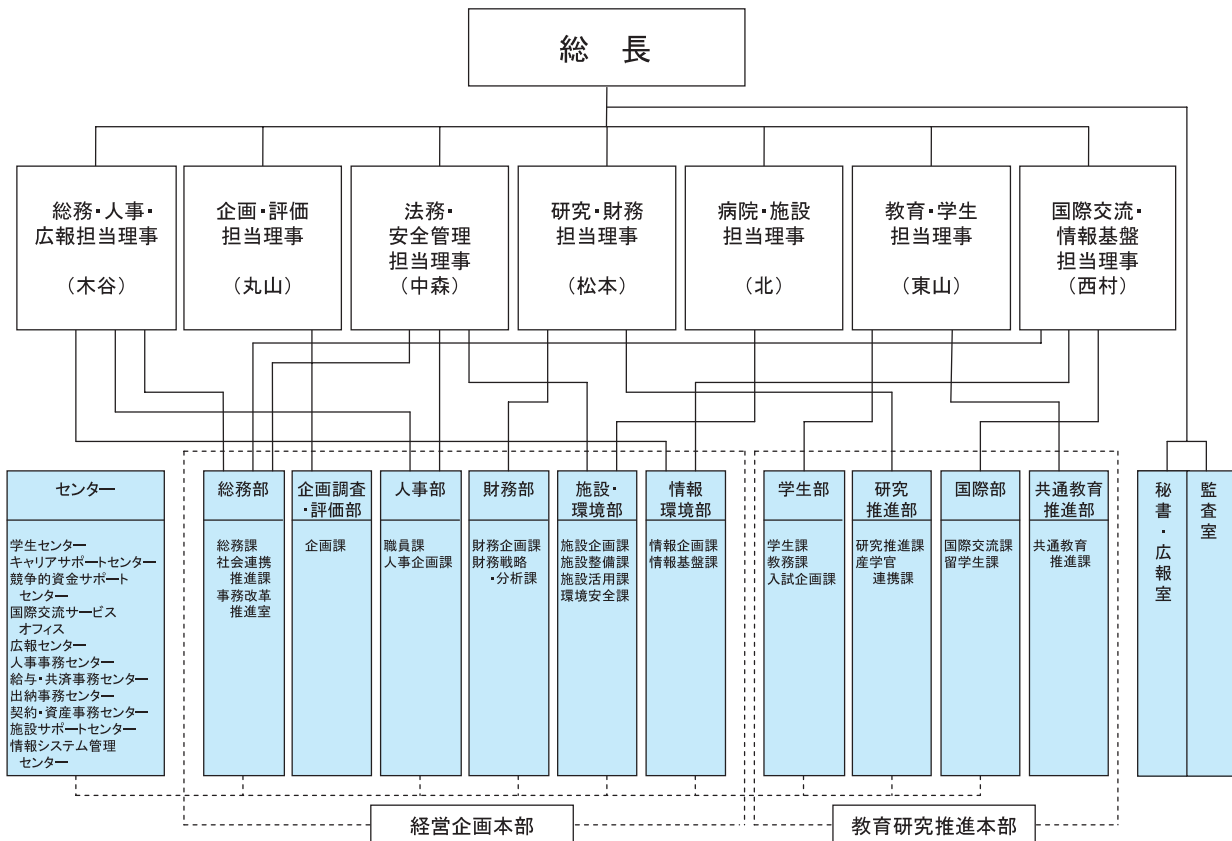 総 長
総務・人事・
広報担当理事
（木谷）
企画・評価
担当理事
（丸山）
法務・
安全管理
担当理事
（中森）
研究・財務
担当理事
（松本）
病院・施設
担当理事
（北）
教育・学生
担当理事
（東山）
国際交流・
情報基盤
担当理事
（西村）
センター
学生センター
キャリアサポートセンター
競争的資金サポート
センター
国際交流サービス
オフィス
広報センター
人事事務センター
給与・共済事務センター
出納事務センター
契約・資産事務センター
施設サポートセンター
情報システム管理
センター
総務部
総務課
社会連携
推進課
事務改革
推進室
企画調査
・評価部
企画課
人事部
職員課
人事企画課
財務部
財務企画課
財務戦略
・分析課
施設・
環境部
施設企画課
施設整備課
施設活用課
環境安全課
情報
環境部
情報企画課
情報基盤課
学生部
学生課
教務課
入試企画課
研究
推進部
研究推進課
産学官
連携課
国際部
国際交流課
留学生課
共通教育
推進部
共通教育
推進課
秘書・広報室
監査室
経営企画本部
教育研究推進本部